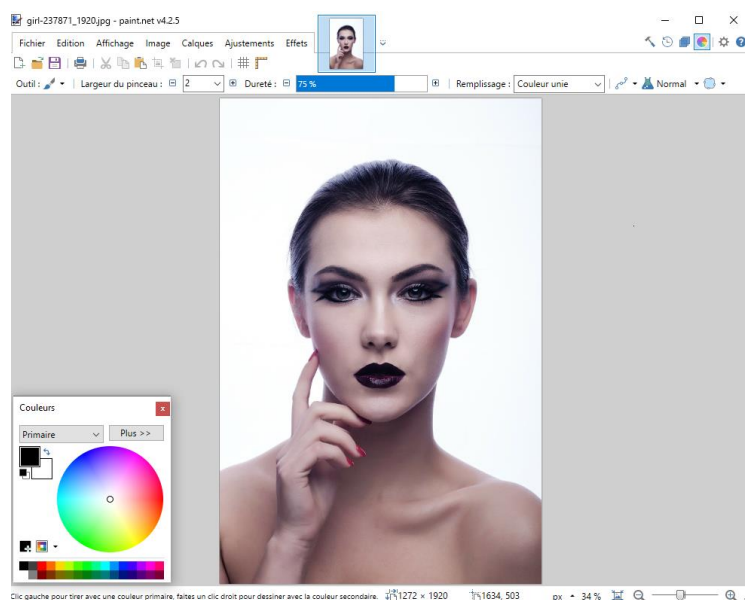 girl-237871_1920.jpg - paint.net v4.2.5
Fichier Edition Affichage Image Calques Ajustements Effets
Outil : Largeur du pinceau : 2 Dureté : 75 % Remplissage : Couleur unie Normal
Couleurs
x
Primaire Plus >>
Clic gauche pour tirer avec une couleur primaire, faites un clic droit pour dessiner avec la couleur secondaire. 1272 × 1920 1634, 503 px 34 %